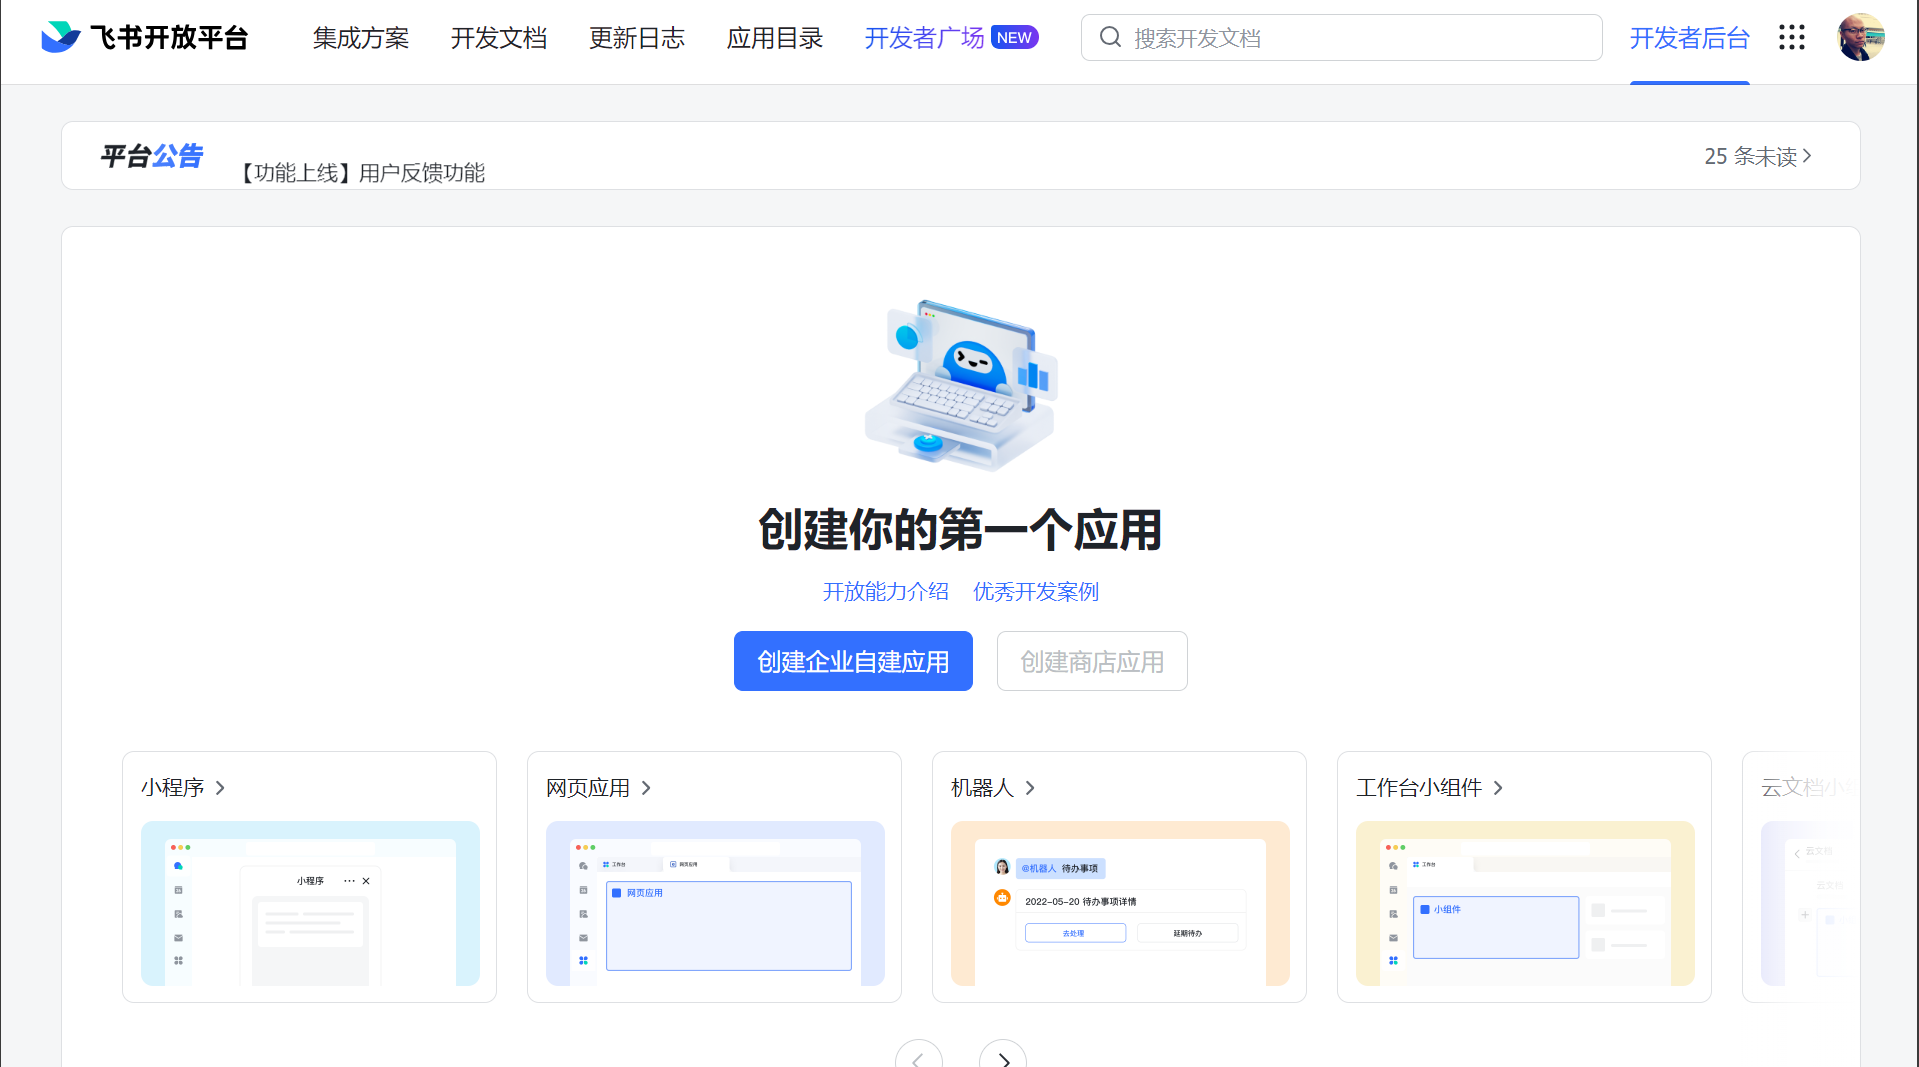 飞书开放平台
集成方案
开发文档
更新日志
应用目录
开发者广场 NEW
搜索开发文档
开发者后台
平台公告
【功能上线】用户反馈功能
25 条未读
创建你的第一个应用
开放能力介绍 优秀开发案例
创建企业自建应用
创建商店应用
小程序
小程序
网页应用
工作台
网页应用
网页应用
机器人
@机器人 待办事项
2022-05-20 待办事项详情
去处理
延期待办
工作台小组件
工作台
小组件
云文档小
云文档
云文档